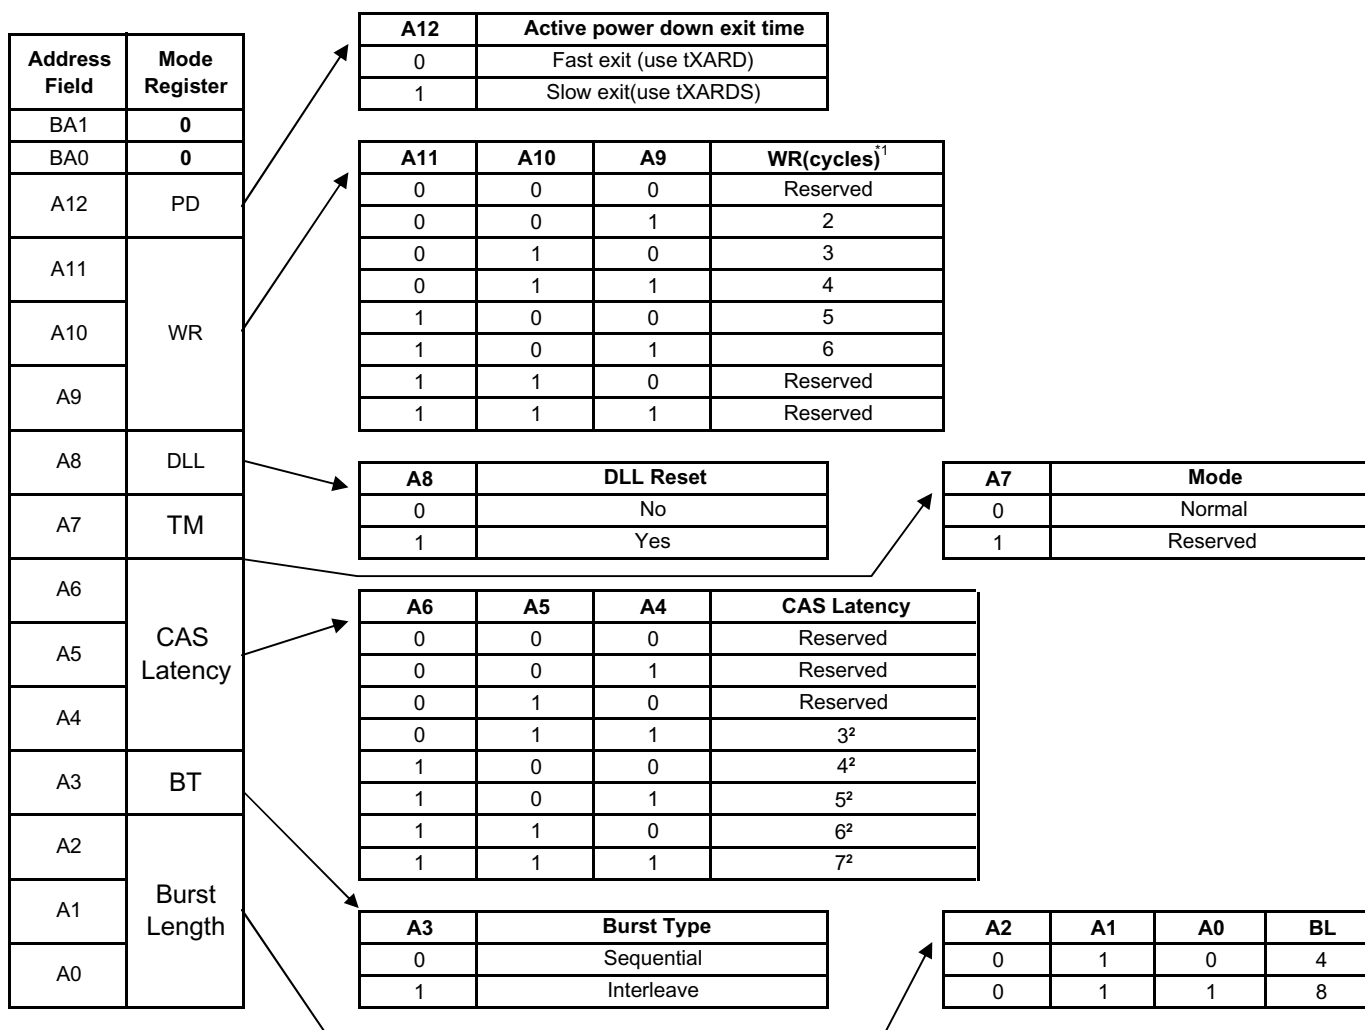 Address Field Mode Register
BA1 0
BA0 0
A12 PD
A11
A10 WR
A9
A8 DLL
A7 TM
A6
A5 CAS Latency
A4
A3 BT
A2
A1 Burst Length
A0
A12 Active power down exit time
0 Fast exit (use tXARD)
1 Slow exit(use tXARDS)
A11 A10 A9 WR(cycles)*1
0 0 0 Reserved
0 0 1 2
0 1 0 3
0 1 1 4
1 0 0 5
1 0 1 6
1 1 0 Reserved
1 1 1 Reserved
A8 DLL Reset
0 No
1 Yes
A7 Mode
0 Normal
1 Reserved
A6 A5 A4 CAS Latency
0 0 0 Reserved
0 0 1 Reserved
0 1 0 Reserved
0 1 1 3²
1 0 0 4²
1 0 1 5²
1 1 0 6²
1 1 1 7²
A3 Burst Type
0 Sequential
1 Interleave
A2 A1 A0 BL
0 1 0 4
0 1 1 8